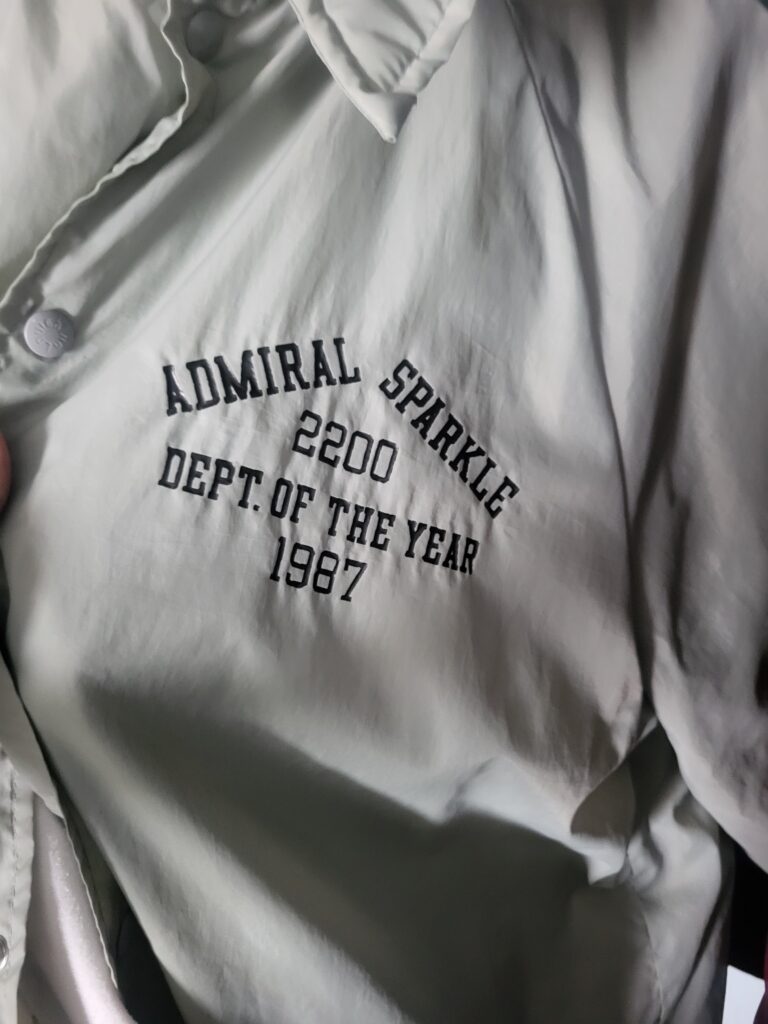 ADMIRAL SPARKLE
2200
DEPT. OF THE YEAR
1987